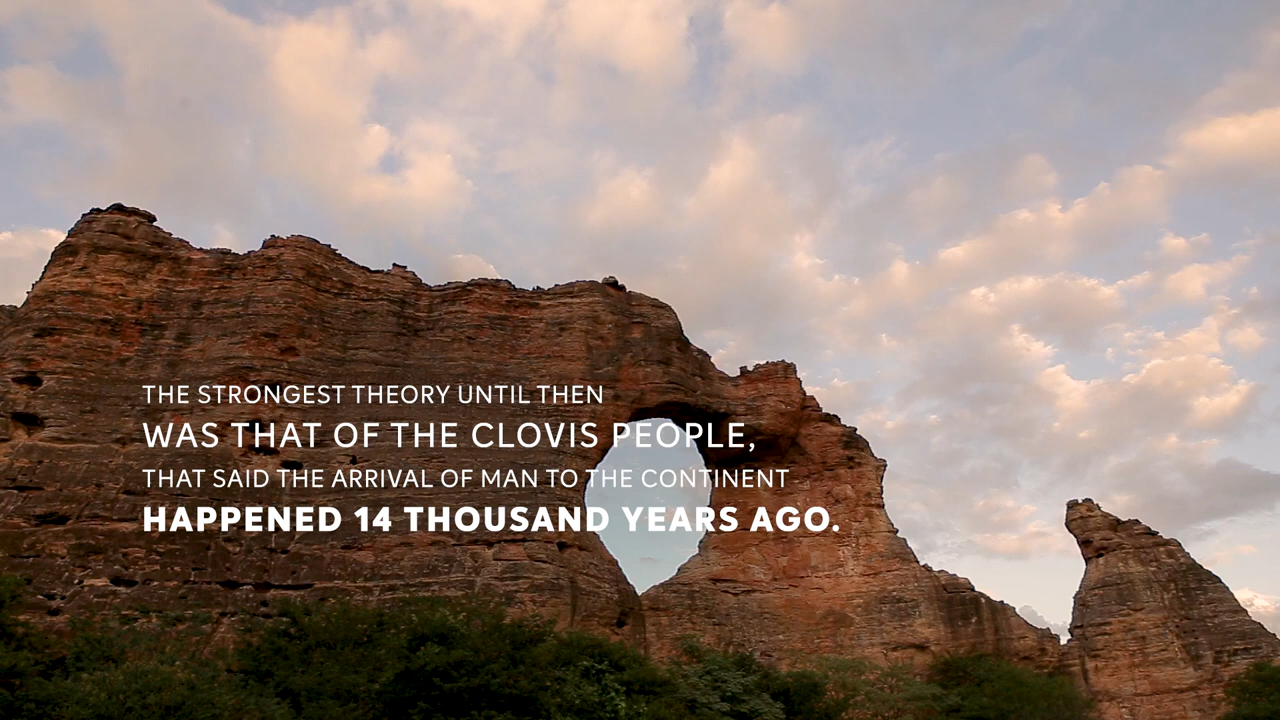 THE STRONGEST THEORY UNTIL THEN
WAS THAT OF THE CLOVIS PEOPLE,
THAT SAID THE ARRIVAL OF MAN TO THE CONTINENT
HAPPENED 14 THOUSAND YEARS AGO.